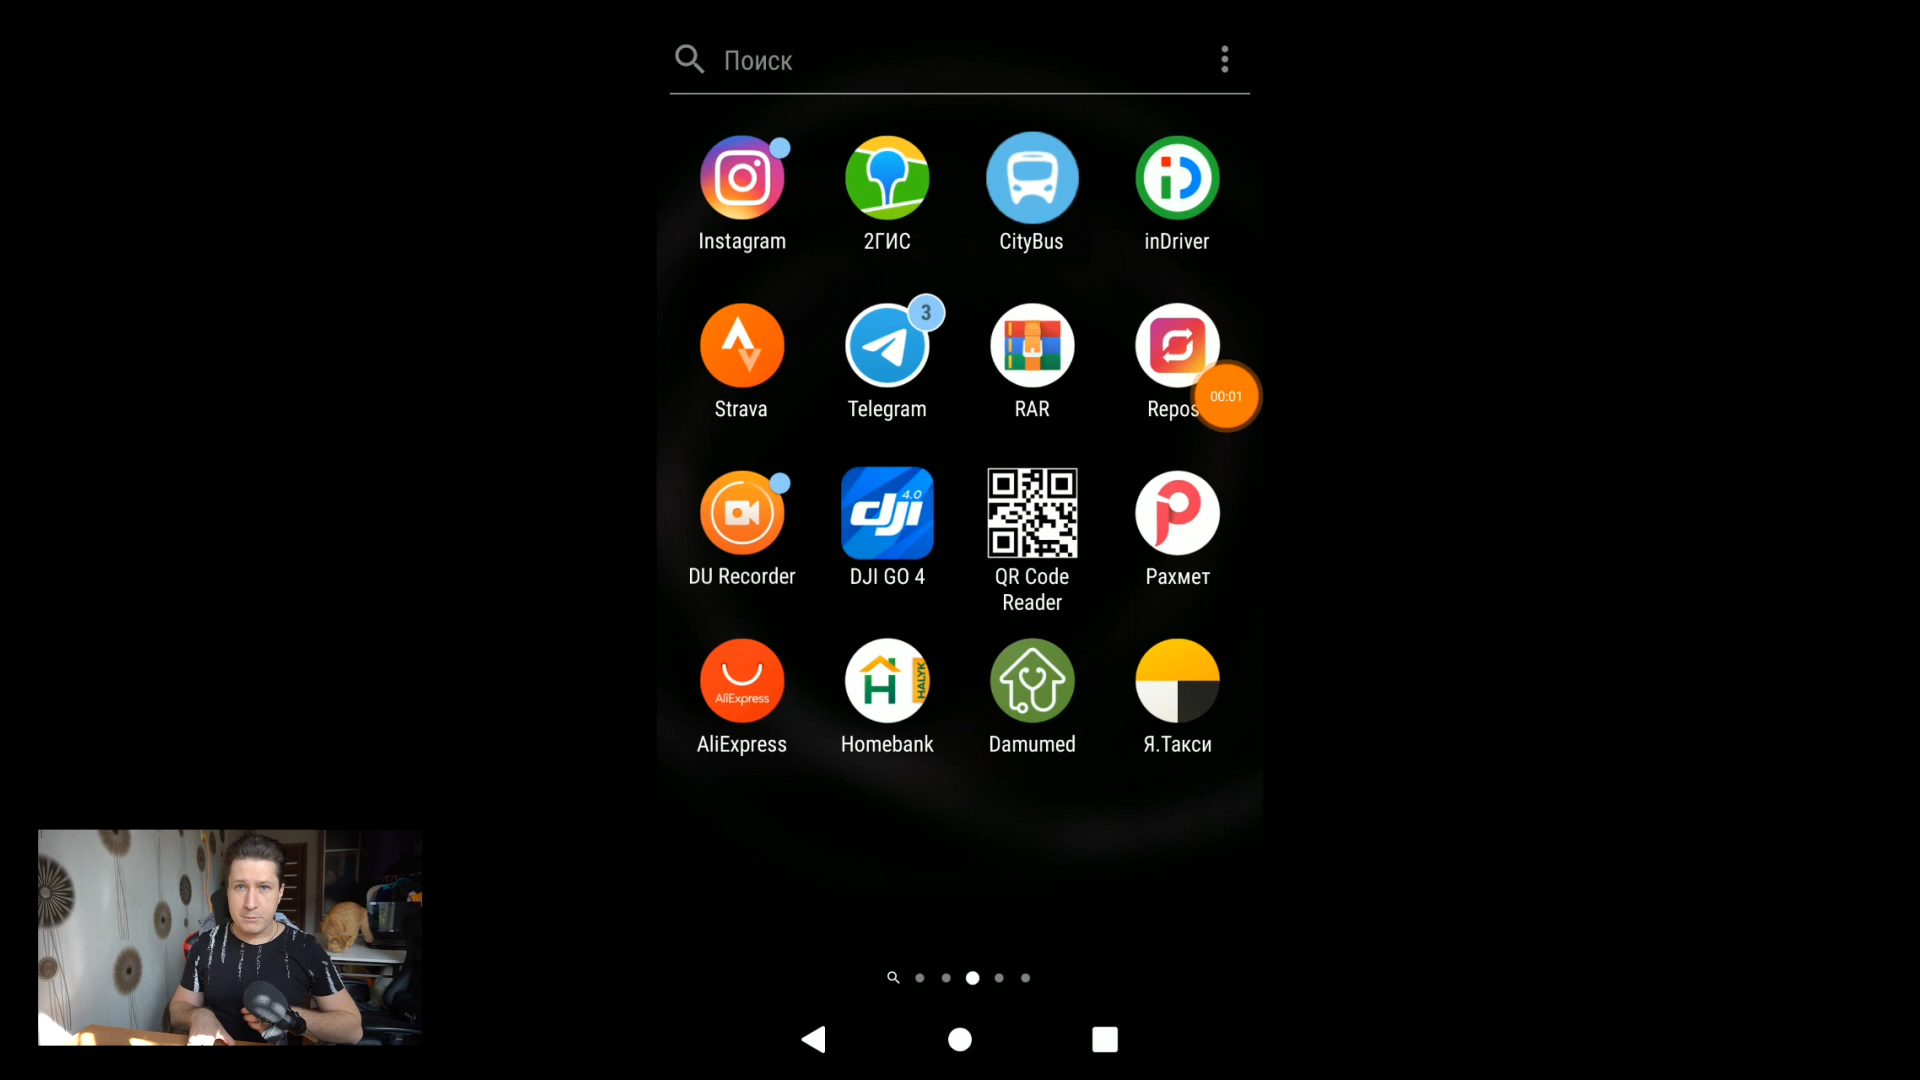 Поиск
Instagram
2ГИС
CityBus
inDriver
3
Strava
Telegram
RAR
Repos
00:01
4.0
dji
DU Recorder
DJI GO 4
QR Code
Reader
Рахмет
AliExpress
HALYK
AliExpress
Homebank
Damumed
Я.Такси